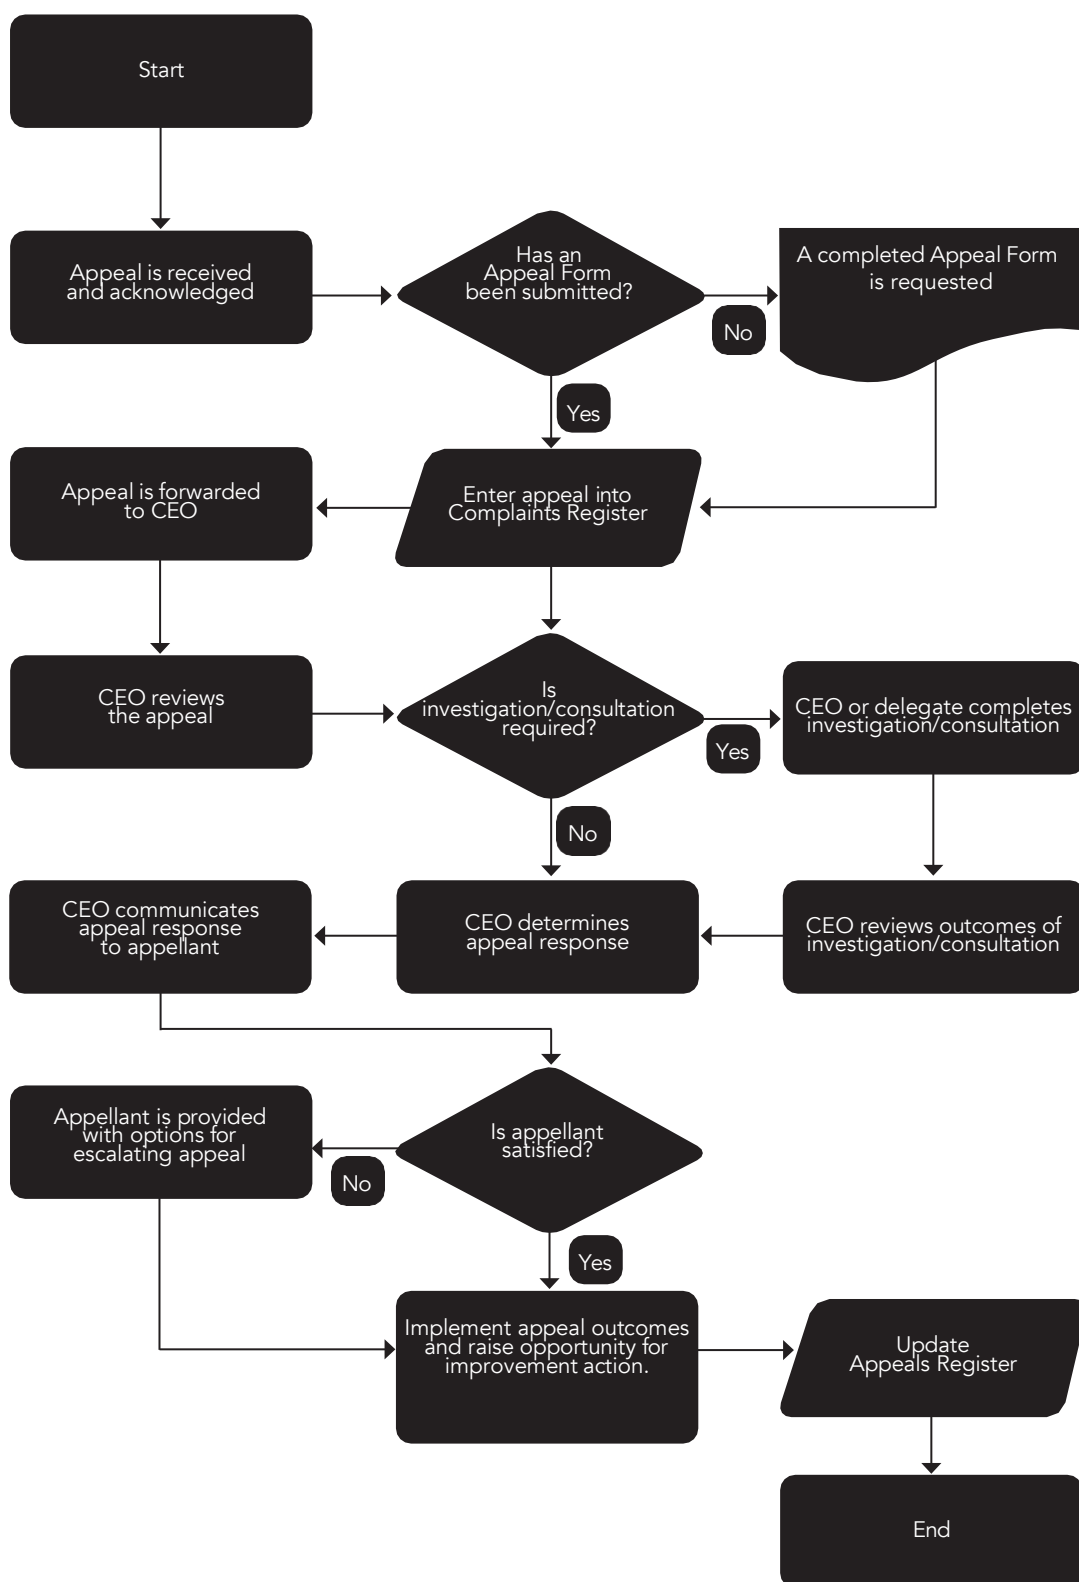 Start
Appeal is received
and acknowledged
Has an
Appeal Form
been submitted?
A completed Appeal Form
is requested
No
Yes
Appeal is forwarded
to CEO
Enter appeal into
Complaints Register
CEO reviews
the appeal
Is
investigation/consultation
required?
CEO or delegate completes
investigation/consultation
Yes
No
CEO communicates
appeal response
to appellant
CEO determines
appeal response
CEO reviews outcomes of
investigation/consultation
Appellant is provided
with options for
escalating appeal
Is appellant
satisfied?
No
Yes
Implement appeal outcomes
and raise opportunity for
improvement action.
Update
Appeals Register
End